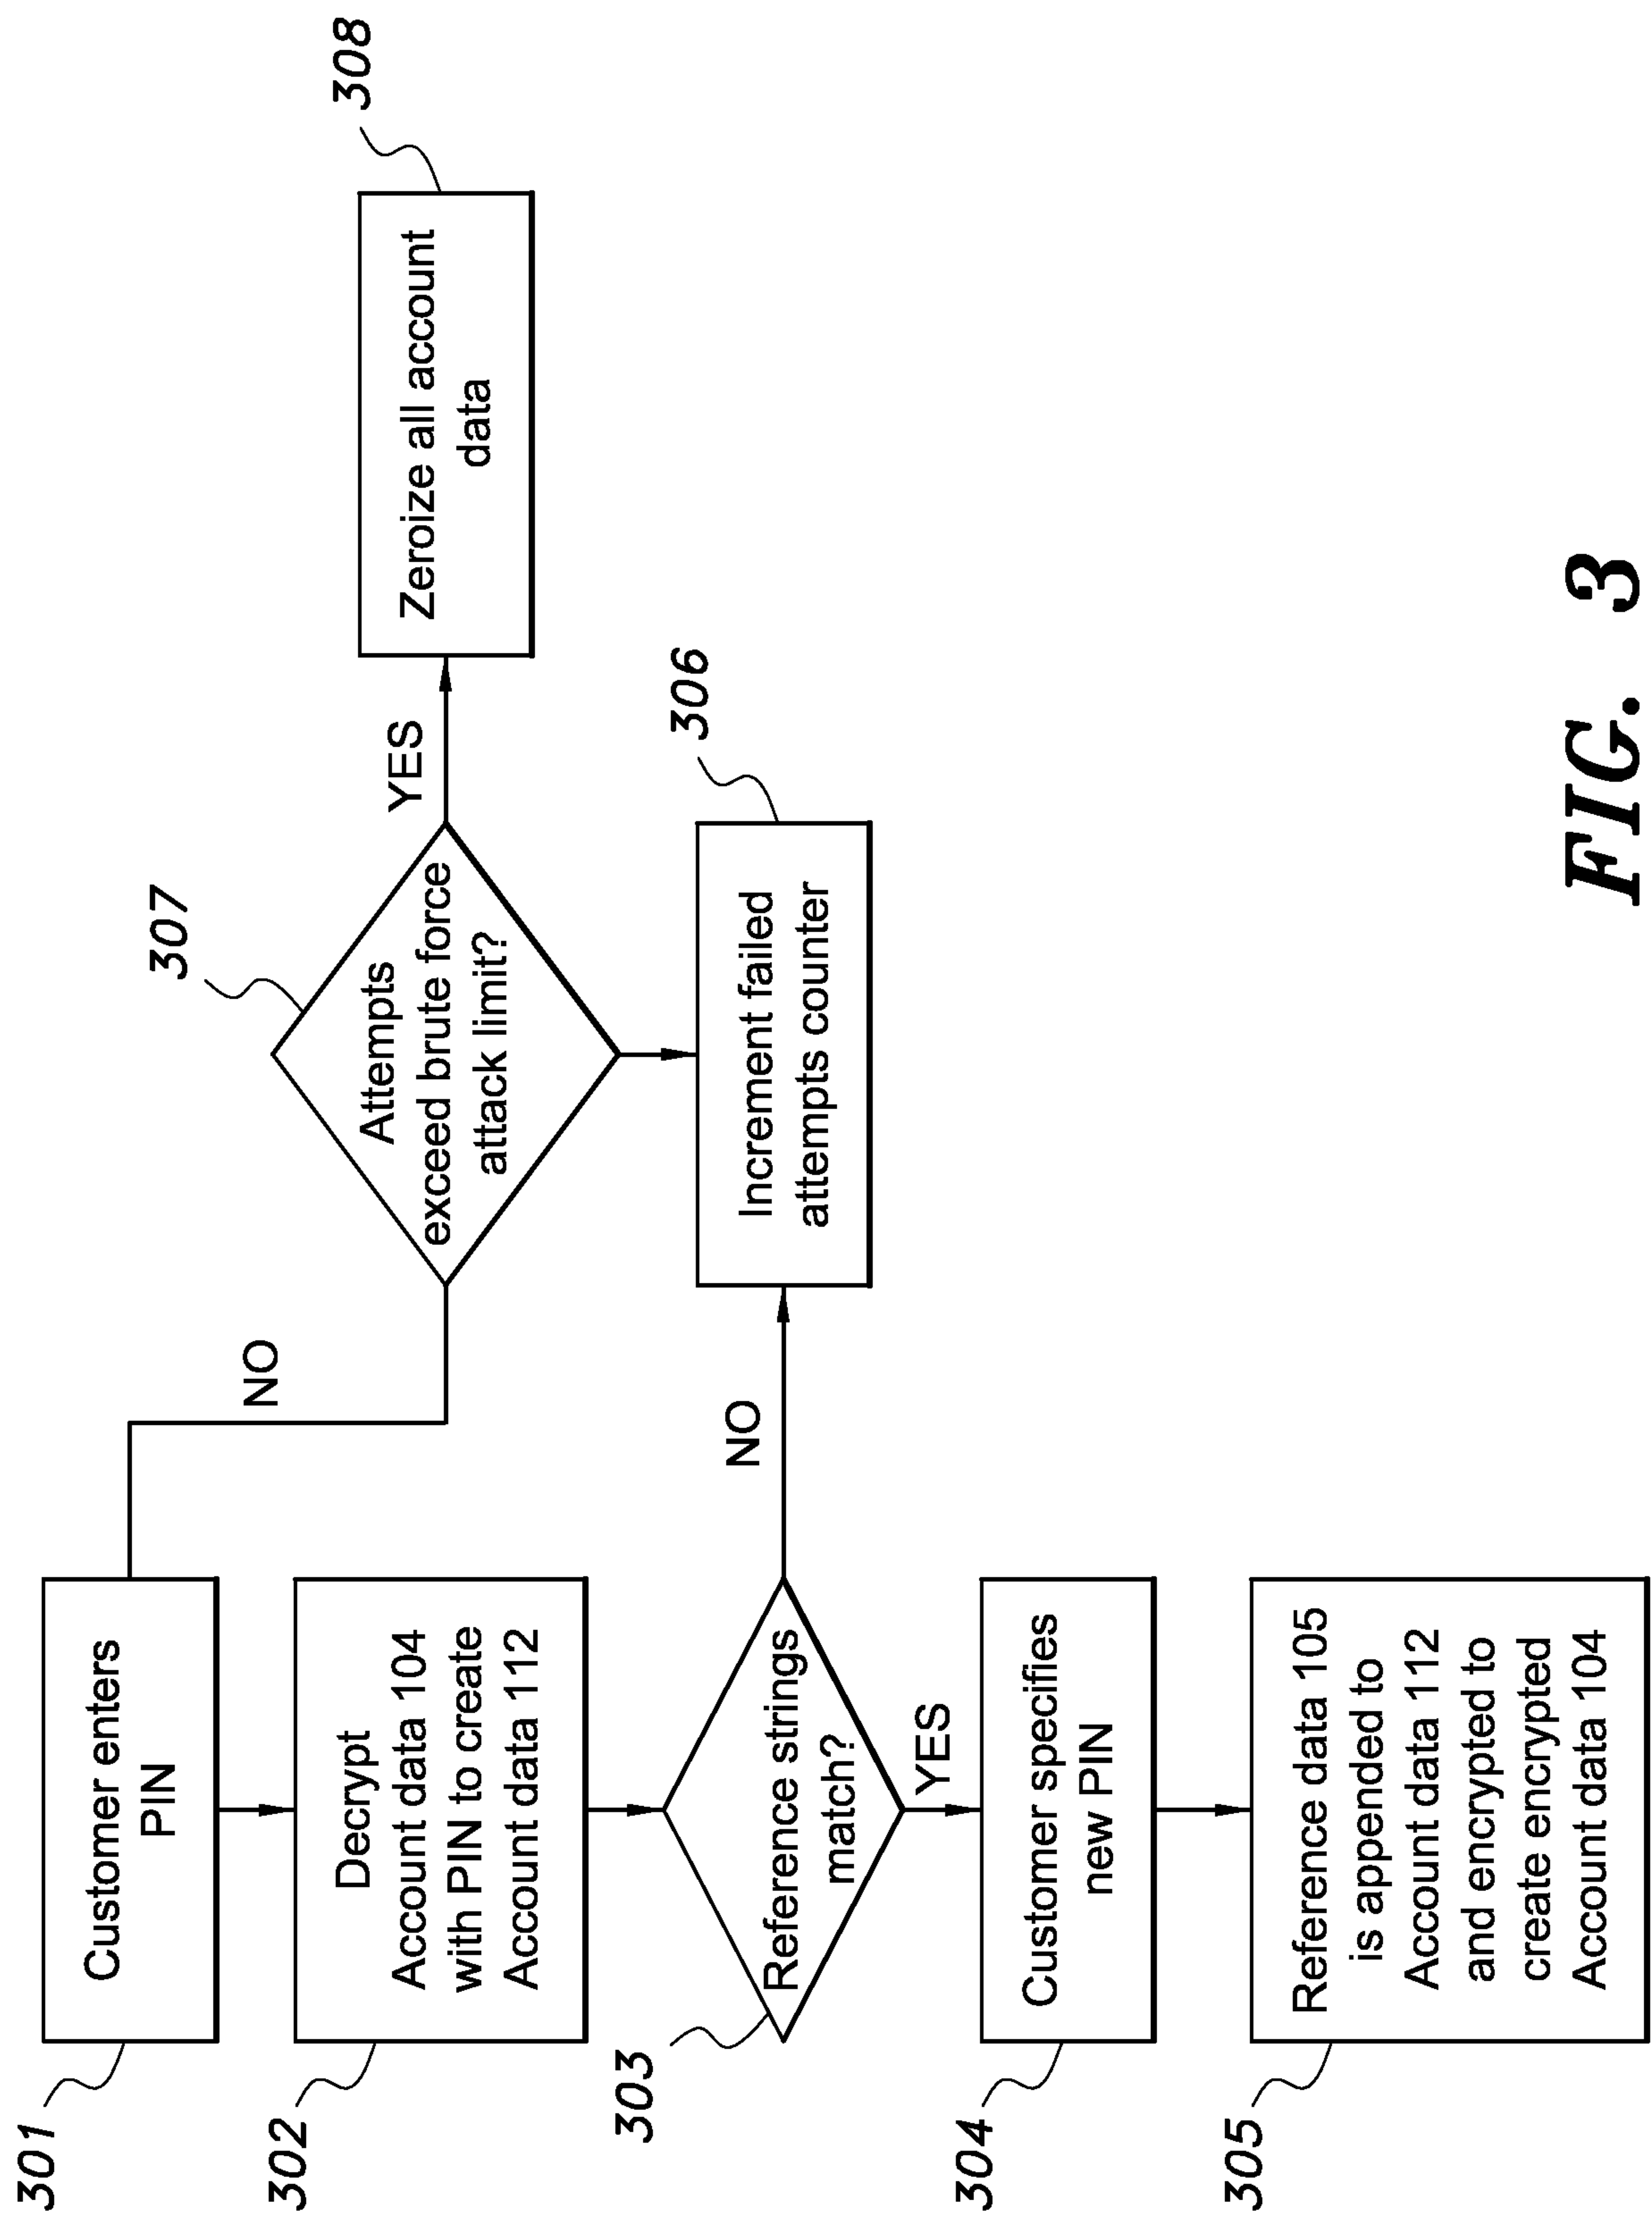 301
Customer enters
PIN
302
Decrypt
Account data 104
with PIN to create
Account data 112
303
Reference strings
match?
YES
304
Customer specifies
new PIN
305
Reference data 105
is appended to
Account data 112
and encrypted to
create encrypted
Account data 104
NO
306
Increment failed
attempts counter
NO
307
Attempts
exceed brute force
attack limit?
YES
308
Zeroize all account
data
FIG. 3